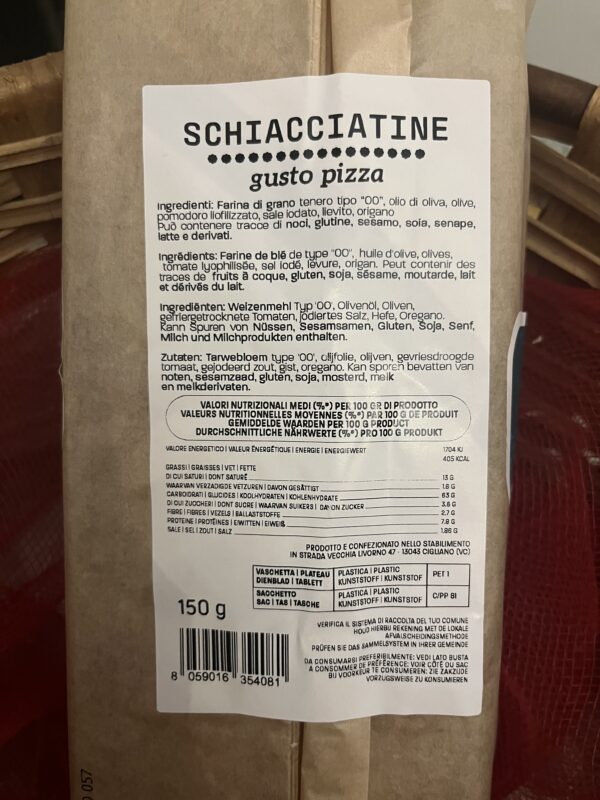 SCHIACCIATINE
gusto pizza
Ingredienti: Farina di grano tenero tipo "00", olio di oliva, olive,
pomodoro liofilizzato, sale iodato, lievito, origano
Può contenere tracce di noci, glutine, sesamo, soia, senape,
latte e derivati.
Ingrédients: Farine de blé de type "00", huile d'olive, olives,
tomate lyophilisée, sel iodé, levure, origan. Peut contenir des
traces de fruits à coque, gluten, soja, sésame, moutarde, lait
et dérivés du lait.
Ingrediënten: Weizenmehl Typ '00', Olivenöl, Oliven,
gefriergetrocknete Tomaten, jodiertes Salz, Hefe, Oregano.
Kann Spuren von Nüssen, Sesamsamen, Gluten, Soja, Senf,
Milch und Milchprodukten enthalten.
Zutaten: Tarwebloem type '00', olijfolie, olijven, gevriesdroogde
tomaat, gejodeerd zout, gist, oregano. Kan sporen bevatten van
noten, sesamzaad, gluten, soja, mosterd, melk
en melkderivaten.
VALORI NUTRIZIONALI MEDI (%*) PER 100 GR DI PRODOTTO
VALEURS NUTRITIONNELLES MOYENNES (%*) PAR 100 G DE PRODUIT
GEMIDDELDE WAARDEN PER 100 G PRODUCT
DURCHSCHNITTLICHE NÄHRWERTE (%*) PRO 100 G PRODUKT
VALORE ENERGETICO | VALEUR ÉNERGÉTIQUE | ENERGIE | ENERGIEWERT 1704 KJ
405 KCAL
GRASSI | GRAISSES | VET | FETTE 13 G
DI CUI SATURI | DONT SATURÉ
WAARVAN VERZADIGDE VETZUREN | DAVON GESÄTTIGT 1.8 G
CARBOIDRATI | GLUCIDES | KOOLHYDRATEN | KOHLENHYDRATE 63 G
DI CUI ZUCCHERI | DONT SUCRE | WAARVAN SUIKERS | DAVON ZUCKER 3.6 G
FIBRE | FIBRES | VEZELS | BALLASTSTOFFE 2.7 G
PROTEINE | PROTÉINES | EIWITTEN | EIWEIß 7.8 G
SALE | SEL | ZOUT | SALZ 1.86 G
PRODOTTO E CONFEZIONATO NELLO STABILIMENTO
IN STRADA VECCHIA LIVORNO 47 - 13043 CIGLIANO (VC)
VASCHETTA | PLATEAU PLASTICA | PLASTIC PET 1
DIENBLAD | TABLETT KUNSTSTOFF | KUNSTSTOF
SACCHETTO PLASTICA | PLASTIC C/PP 81
SAC | TAS | TASCHE KUNSTSTOFF | KUNSTSTOF
150 g
VERIFICA IL SISTEMA DI RACCOLTA DEL TUO COMUNE
HOUD HIERBIJ REKENING MET DE LOKALE
AFVALSCHEIDINGSMETHODE
PRÜFEN SIE DAS SAMMELSYSTEM IN IHRER GEMEINDE
DA CONSUMARSI PREFERIBILMENTE: VEDI LATO BUSTA
A CONSOMMER DE PRÉFÉRENCE: VOIR CÔTÉ DU SAC
BIJ VOORKEUR TE CONSUMEREN: ZIE ZAKZIJDE
VORZUGSWEISE ZU KONSUMIEREN
8 059016 354081